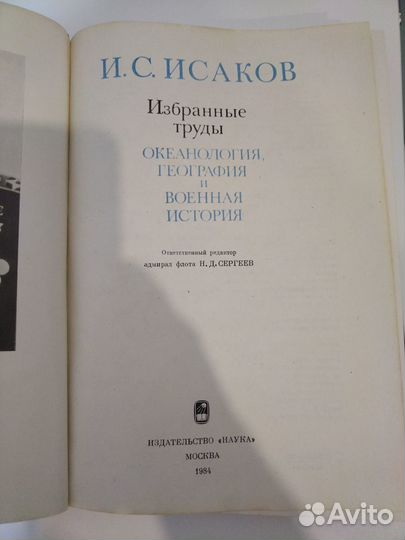 И. С. ИСАКОВ
Избранные
труды
ОКЕАНОЛОГИЯ,
ГЕОГРАФИЯ
И
ВОЕННАЯ
ИСТОРИЯ
Ответственный редактор
адмирал флота Н. Д. СЕРГЕЕВ
ИЗДАТЕЛЬСТВО «НАУКА»
МОСКВА
1984
Avito